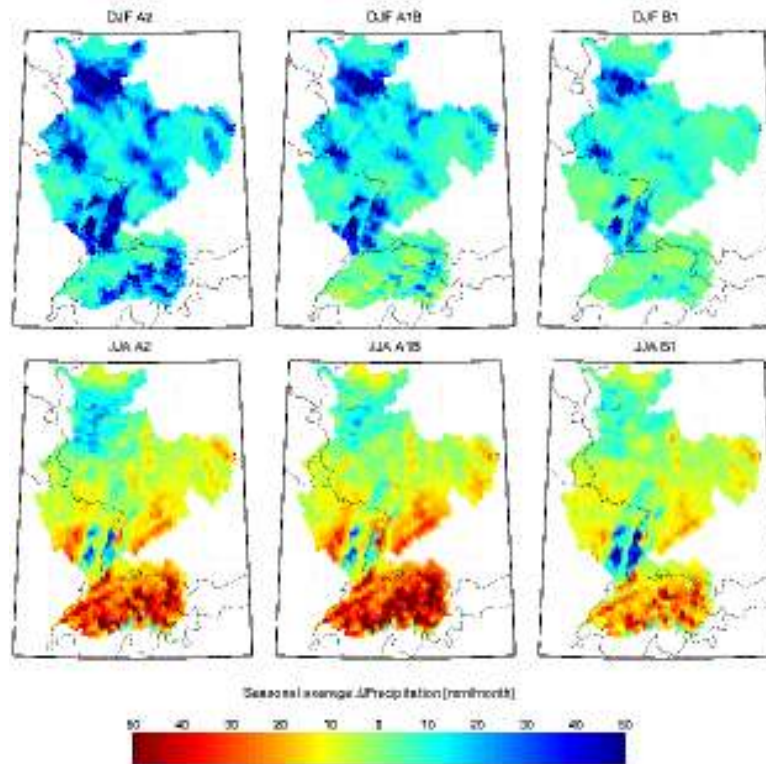 DJF A2
DJF A1B
DJF B1
JJA A2
JJA A1B
JJA B1
Seasonal average ΔPrecipitation [mm/month]
50 40 30 20 10 0 10 20 30 40 50